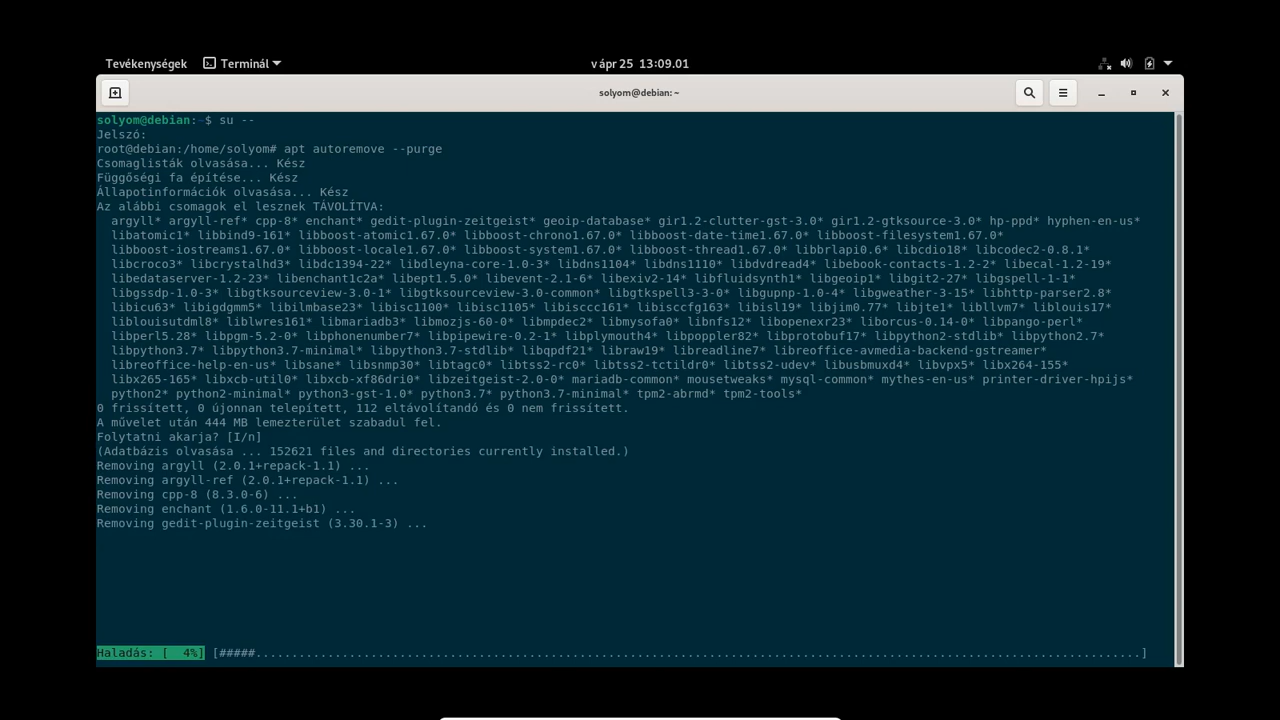 Tevékenységek Terminál v ápr 25 13:09.01
solyom@debian: ~
solyom@debian:~$ su --
Jelszó:
root@debian:/home/solyom# apt autoremove --purge
Csomaglisták olvasása... Kész
Függőségi fa építése... Kész
Állapotinformációk olvasása... Kész
Az alábbi csomagok el lesznek TÁVOLÍTVA:
argyll* argyll-ref* cpp-8* enchant* gedit-plugin-zeitgeist* geoip-database* gir1.2-clutter-gst-3.0* gir1.2-gtksource-3.0* hp-ppd* hyphen-en-us*
libatomic1* libbind9-161* libboost-atomic1.67.0* libboost-chrono1.67.0* libboost-date-time1.67.0* libboost-filesystem1.67.0*
libboost-iostreams1.67.0* libboost-locale1.67.0* libboost-system1.67.0* libboost-thread1.67.0* libbrlapi0.6* libcdio18* libcodec2-0.8.1*
libcroco3* libcrystalhd3* libdc1394-22* libdleyna-core-1.0-3* libdns1104* libdns1110* libdvdread4* libebook-contacts-1.2-2* libecal-1.2-19*
libedataserver-1.2-23* libenchant1c2a* libept1.5.0* libevent-2.1-6* libexiv2-14* libfluidsynth1* libgeoip1* libgit2-27* libgspell-1-1*
libgssdp-1.0-3* libgtksourceview-3.0-1* libgtksourceview-3.0-common* libgtkspell3-3-0* libgupnp-1.0-4* libgweather-3-15* libhttp-parser2.8*
libicu63* libigdgmm5* libilmbase23* libisc1100* libisc1105* libisccc161* libisccfg163* libisl19* libjim0.77* libjte1* libllvm7* liblouis17*
liblouisutdml8* liblwres161* libmariadb3* libmozjs-60-0* libmpdec2* libmysofa0* libnfs12* libopenexr23* liborcus-0.14-0* libpango-perl*
libperl5.28* libpgm-5.2-0* libphonenumber7* libpipewire-0.2-1* libplymouth4* libpoppler82* libprotobuf17* libpython2-stdlib* libpython2.7*
libpython3.7* libpython3.7-minimal* libpython3.7-stdlib* libqpdf21* libraw19* libreadline7* libreoffice-avmedia-backend-gstreamer*
libreoffice-help-en-us* libsane* libsnmp30* libtagc0* libtss2-rc0* libtss2-tctildr0* libtss2-udev* libusbmuxd4* libvpx5* libx264-155*
libx265-165* libxcb-util0* libxcb-xf86dri0* libzeitgeist-2.0-0* mariadb-common* mousetweaks* mysql-common* mythes-en-us* printer-driver-hpijs*
python2* python2-minimal* python3-gst-1.0* python3.7* python3.7-minimal* tpm2-abrmd* tpm2-tools*
0 frissített, 0 újonnan telepített, 112 eltávolítandó és 0 nem frissített.
A művelet után 444 MB lemezterület szabadul fel.
Folytatni akarja? [I/n]
(Adatbázis olvasása ... 152621 files and directories currently installed.)
Removing argyll (2.0.1+repack-1.1) ...
Removing argyll-ref (2.0.1+repack-1.1) ...
Removing cpp-8 (8.3.0-6) ...
Removing enchant (1.6.0-11.1+b1) ...
Removing gedit-plugin-zeitgeist (3.30.1-3) ...
Haladás: [  4%] [#####...........................................................................................................................]